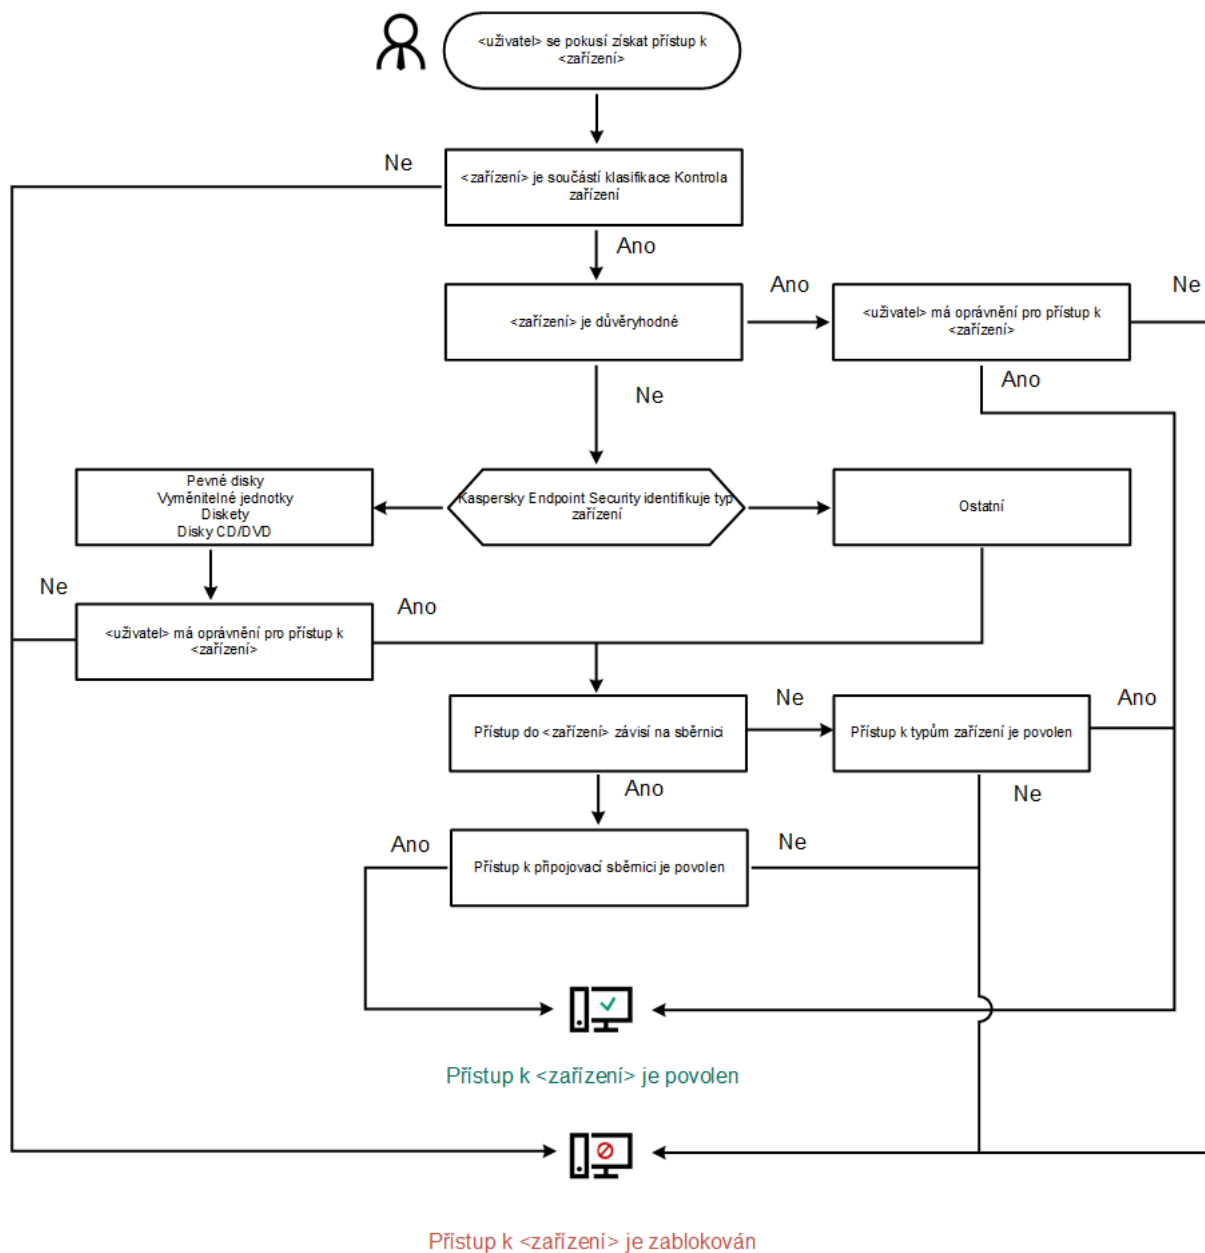 <uživatel> se pokusí získat přístup k
<zařízení>
Ne
<zařízení> je součástí klasifikace Kontrola
zařízení
Ano
<zařízení> je důvěryhodné
Ano
<uživatel> má oprávnění pro přístup k
<zařízení>
Ne
Ne
Ano
Pevné disky
Vyměnitelné jednotky
Diskety
Disky CD/DVD
Kaspersky Endpoint Security identifikuje typ
zařízení
Ostatní
Ne
<uživatel> má oprávnění pro přístup k
<zařízení>
Ano
Přístup do <zařízení> závisí na sběrnici
Ne
Přístup k typům zařízení je povolen
Ano
Ano
Ne
Ano
Přístup k připojovací sběrnici je povolen
Ne
Přístup k <zařízení> je povolen
Přístup k <zařízení> je zablokován